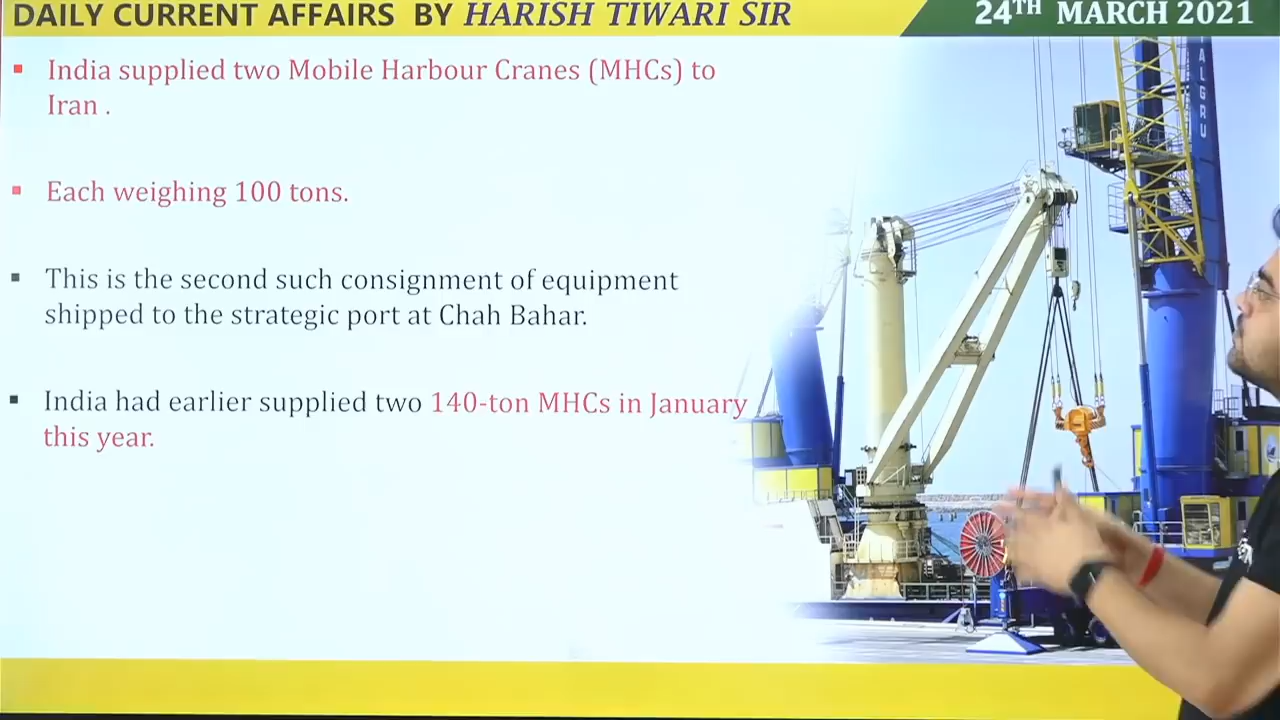 DAILY CURRENT AFFAIRS BY HARISH TIWARI SIR
24TH MARCH 2021
India supplied two Mobile Harbour Cranes (MHCs) to
Iran .
Each weighing 100 tons.
This is the second such consignment of equipment
shipped to the strategic port at Chah Bahar.
India had earlier supplied two 140-ton MHCs in January
this year.
ALGRU